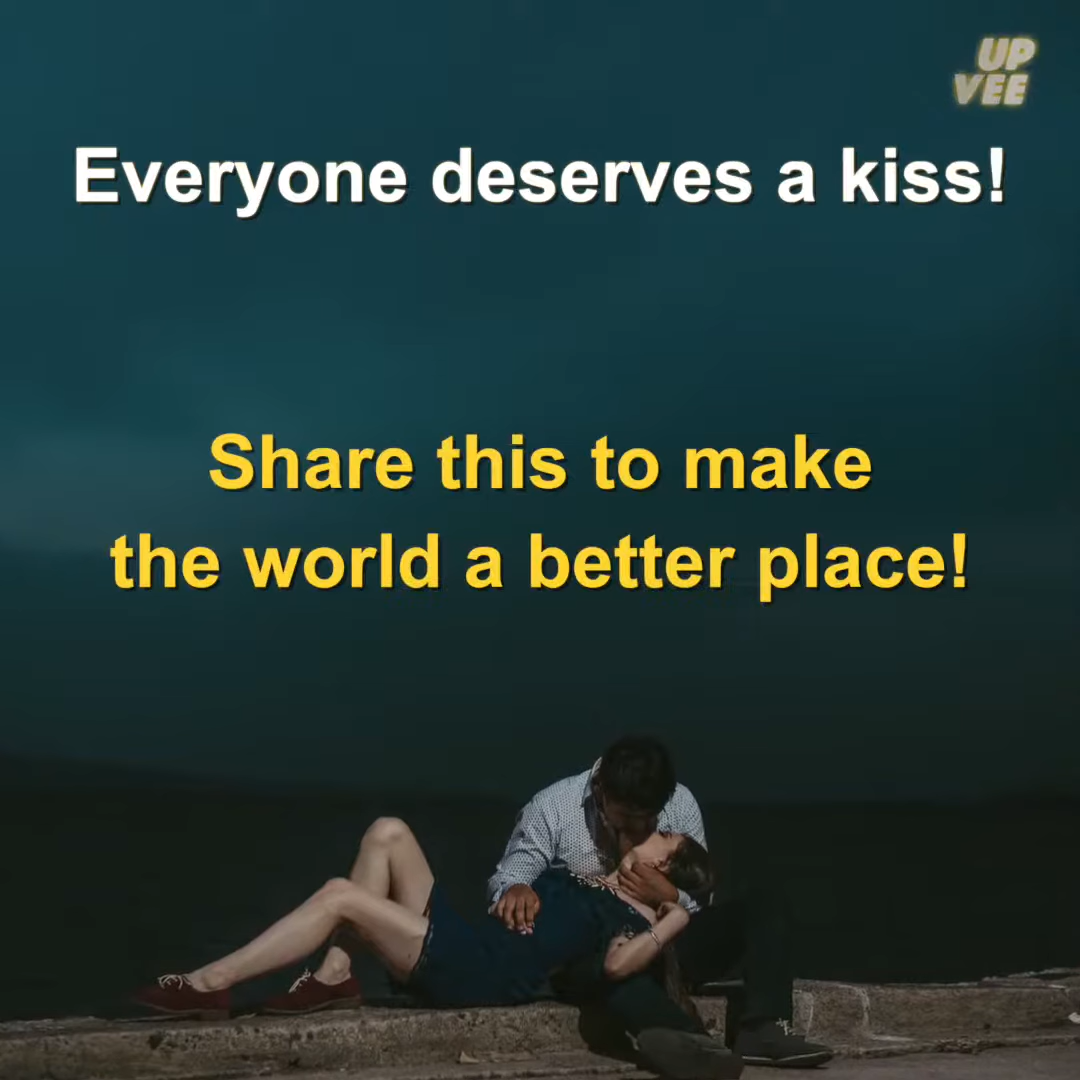 UP
VEE
Everyone deserves a kiss!
Share this to make
the world a better place!